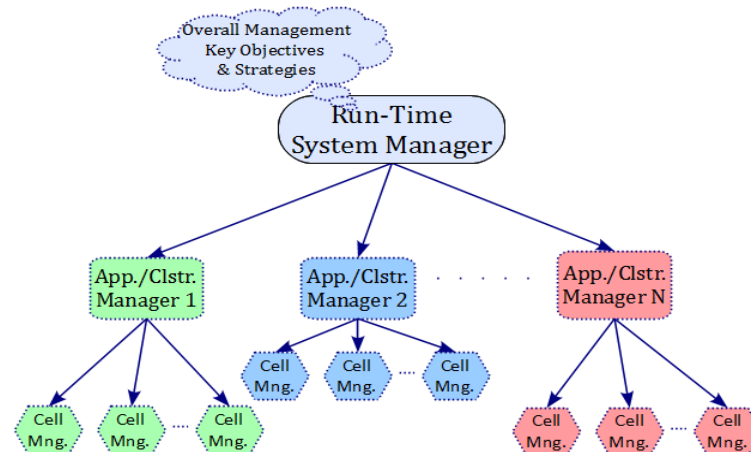 Overall Management
Key Objectives
& Strategies
Run-Time
System Manager
App./Clstr.
Manager 1
App./Clstr.
Manager 2
. . . . . .
App./Clstr.
Manager N
Cell
Mng.
Cell
Mng.
...
Cell
Mng.
Cell
Mng.
Cell
Mng.
...
Cell
Mng.
Cell
Mng.
Cell
Mng.
...
Cell
Mng.